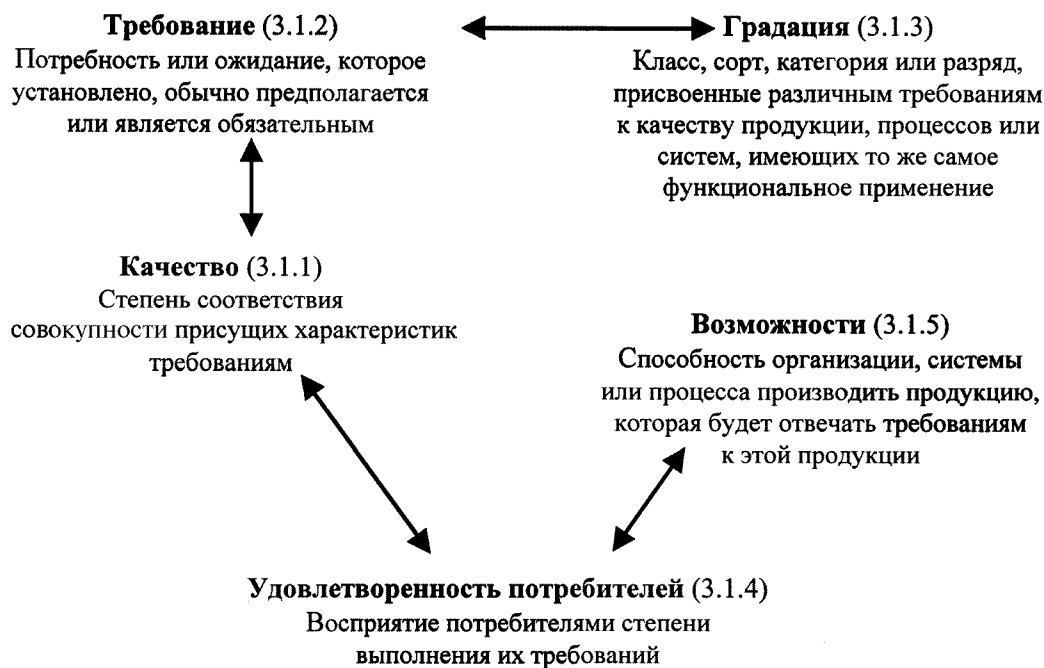 Требование (3.1.2)
Потребность или ожидание, которое
установлено, обычно предполагается
или является обязательным
Градация (3.1.3)
Класс, сорт, категория или разряд,
присвоенные различным требованиям
к качеству продукции, процессов или
систем, имеющих то же самое
функциональное применение
Качество (3.1.1)
Степень соответствия
совокупности присущих характеристик
требованиям
Возможности (3.1.5)
Способность организации, системы
или процесса производить продукцию,
которая будет отвечать требованиям
к этой продукции
Удовлетворенность потребителей (3.1.4)
Восприятие потребителями степени
выполнения их требований